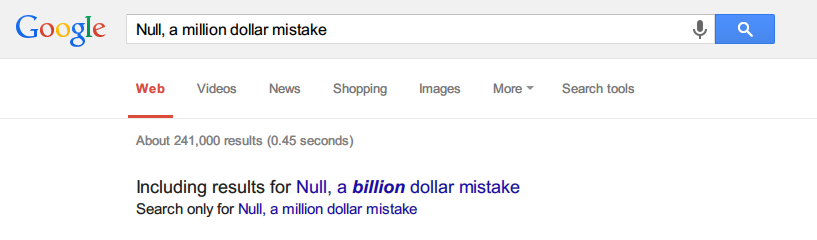 Google Null, a million dollar mistake
Web Videos News Shopping Images More Search tools
About 241,000 results (0.45 seconds)
Including results for Null, a billion dollar mistake
Search only for Null, a million dollar mistake